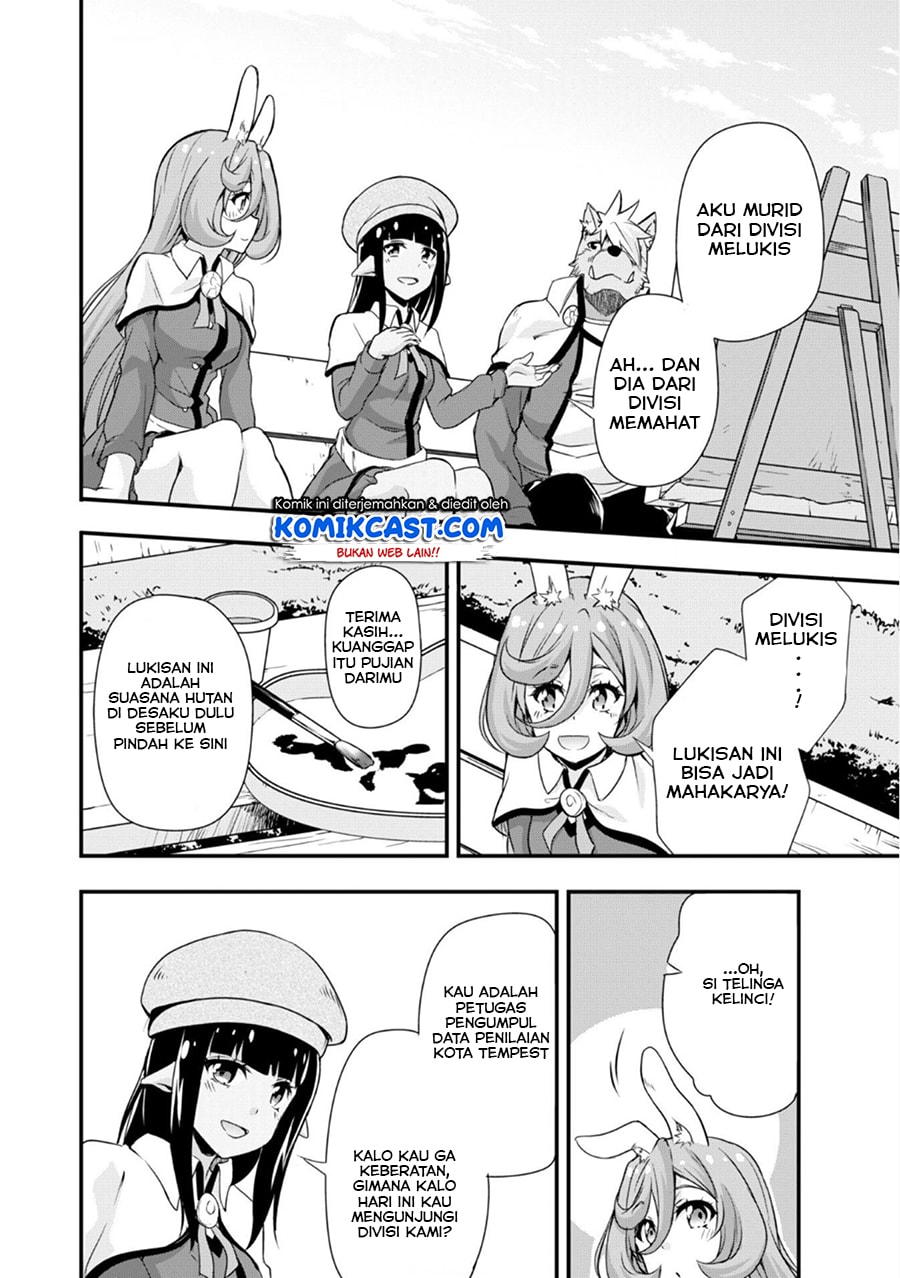 AKU MURID
DARI DIVISI
MELUKIS
AH... DAN
DIA DARI
DIVISI
MEMAHAT
Komik ini diterjemahkan & diedit oleh
KOMIKCAST.COM
BUKAN WEB LAIN!!
DIVISI
MELUKIS
...!
LUKISAN INI
BISA JADI
MAHAKARYA!
TERIMA
KASIH...
KUANGGAP
ITU PUJIAN
DARIMU
LUKISAN INI
ADALAH
SUASANA HUTAN
DI DESAKU DULU
SEBELUM
PINDAH KE SINI
...OH,
SI TELINGA
KELINCI!
KAU ADALAH
PETUGAS
PENGUMPUL
DATA PENILAIAN
KOTA TEMPEST
KALO KAU GA
KEBERATAN,
GIMANA KALO
HARI INI KAU
MENGUNJUNGI
DIVISI KAMI?